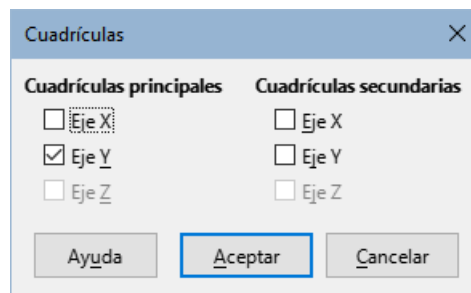 Cuadrículas
Cuadrículas principales Cuadrículas secundarias
Eje X Eje X
Eje Y Eje Y
Eje Z Eje Z
Ayuda Aceptar Cancelar